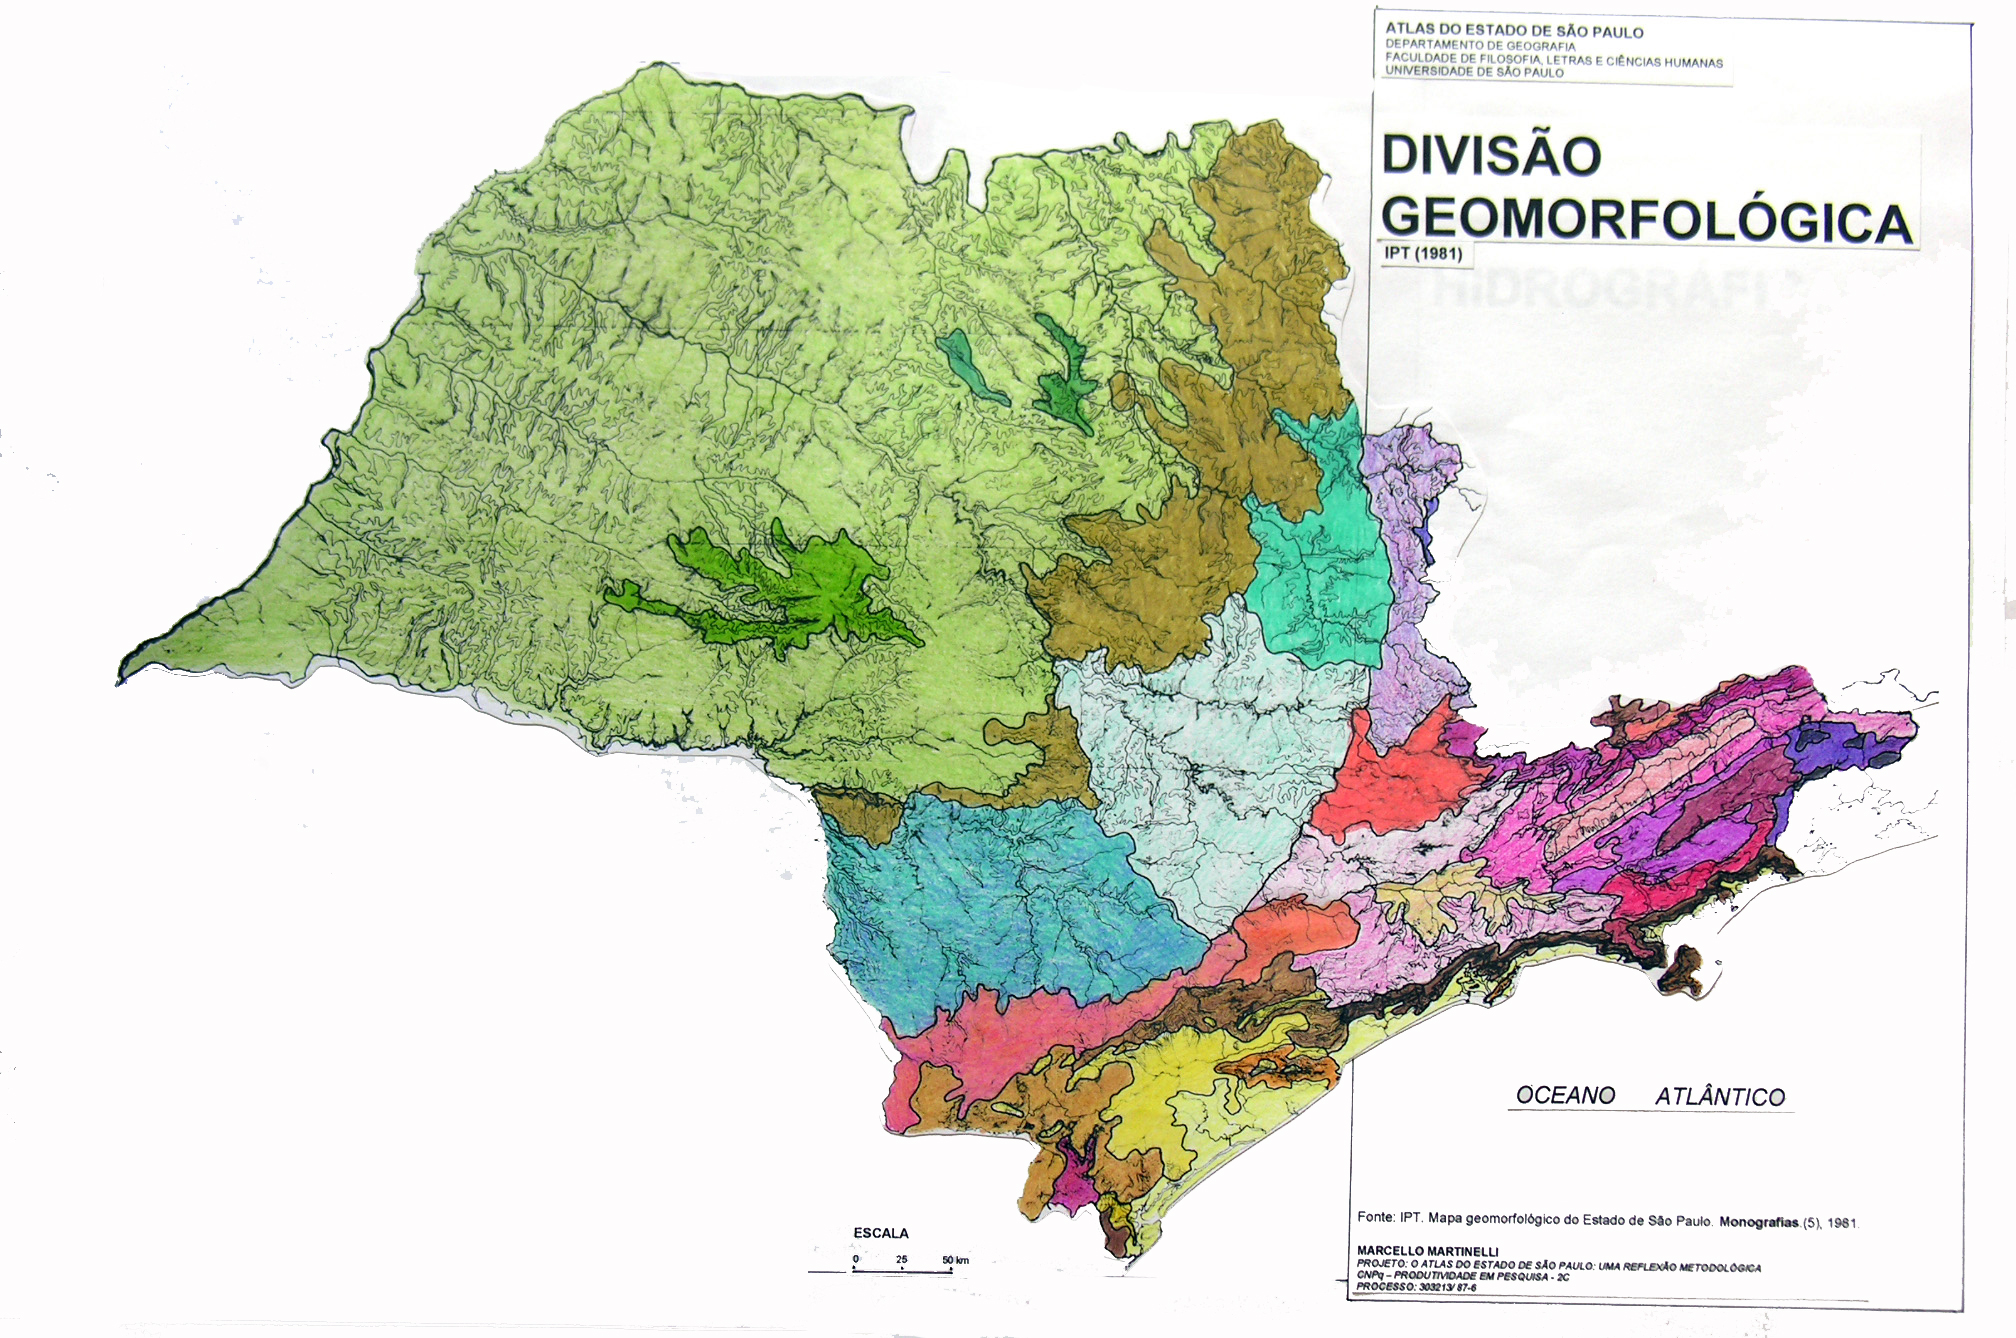 ATLAS DO ESTADO DE SÃO PAULO
DEPARTAMENTO DE GEOGRAFIA
FACULDADE DE FILOSOFIA, LETRAS E CIÊNCIAS HUMANAS
UNIVERSIDADE DE SÃO PAULO
DIVISÃO
GEOMORFOLÓGICA
IPT (1981)
HIDROGRAFI
OCEANO ATLÂNTICO
Fonte: IPT. Mapa geomorfológico do Estado de São Paulo. Monografias.(5), 1981.
MARCELLO MARTINELLI
PROJETO: O ATLAS DO ESTADO DE SÃO PAULO: UMA REFLEXÃO METODOLÓGICA
CNPq – PRODUTIVIDADE EM PESQUISA - 2C
PROCESSO: 303213/87-6
ESCALA
0 25 50 km